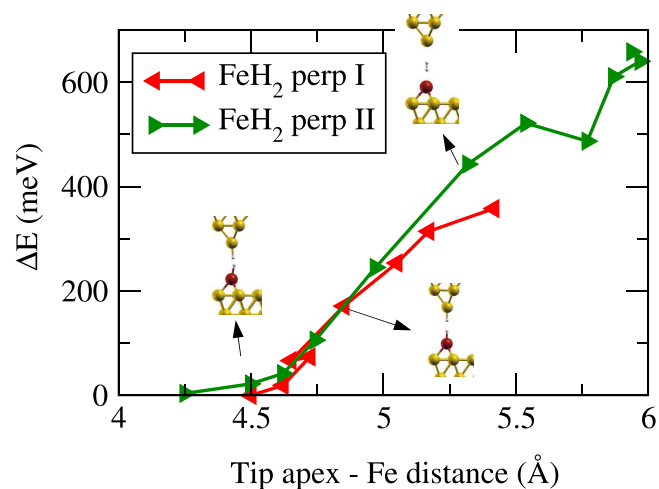 FeH₂ perp I
FeH₂ perp II
600
400
200
0
ΔE (meV)
4 4.5 5 5.5 6
Tip apex - Fe distance (Å)